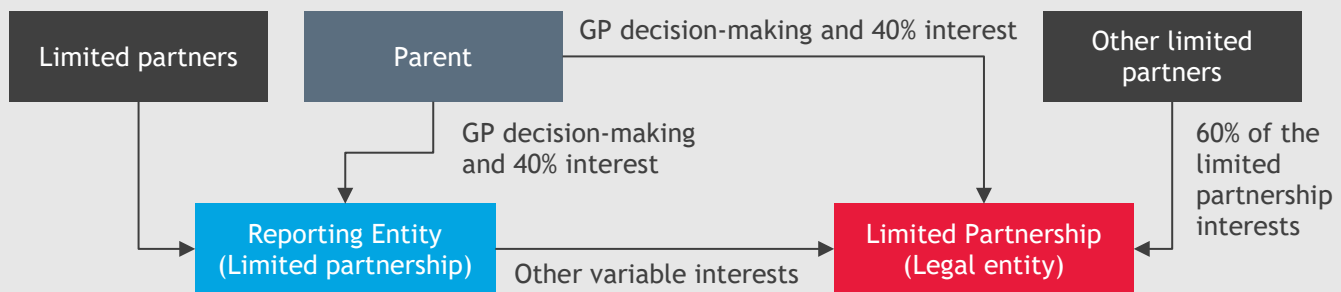 Limited partners
Parent
GP decision-making and 40% interest
Other limited
partners
GP decision-making
and 40% interest
60% of the
limited
partnership
interests
Reporting Entity
(Limited partnership)
Other variable interests
Limited Partnership
(Legal entity)